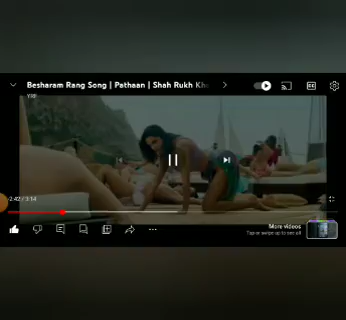 Besharam Rang Song | Pathaan | Shah Rukh Kh
YRF
-2:42 / 3:14
More videos
Tap or swipe up to see all